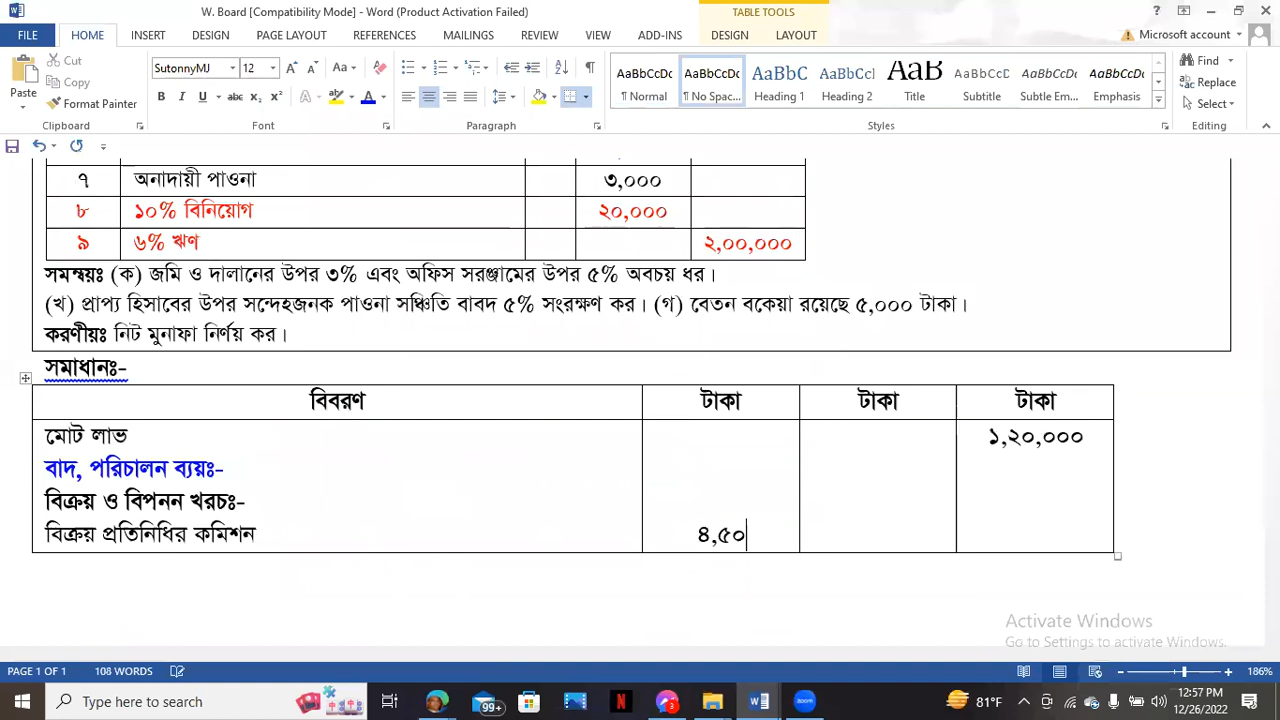 W. Board [Compatibility Mode] - Word (Product Activation Failed)
TABLE TOOLS
FILE HOME INSERT DESIGN PAGE LAYOUT REFERENCES MAILINGS REVIEW VIEW ADD-INS DESIGN LAYOUT Microsoft account
Paste
Cut
Copy
Format Painter
Clipboard
SutonnyMJ 12
Font
Paragraph
AaBbCcDc AaBbCcDc AaBbC AaBbCcI AaB AaBbCcD AaBbCcDc AaBbCcDc
¶ Normal ¶ No Spac... Heading 1 Heading 2 Title Subtitle Subtle Em... Emphasis
Styles
Find
Replace
Select
Editing
৭ অনাদায়ী পাওনা ৩,০০০
৮ ১০% বিনিয়োগ ২০,০০০
৯ ৬% ঋণ ২,০০,০০০
সমন্বয়ঃ (ক) জমি ও দালানের উপর ৩% এবং অফিস সরঞ্জামের উপর ৫% অবচয় ধর।
(খ) প্রাপ্য হিসাবের উপর সন্দেহজনক পাওনা সঞ্চিতি বাবদ ৫% সংরক্ষণ কর। (গ) বেতন বকেয়া রয়েছে ৫,০০০ টাকা।
করণীয়ঃ নিট মুনাফা নির্ণয় কর।
সমাধানঃ-
বিবরণ টাকা টাকা টাকা
মোট লাভ ১,২০,০০০
বাদ, পরিচালন ব্যয়ঃ-
বিক্রয় ও বিপনন খরচঃ-
বিক্রয় প্রতিনিধির কমিশন ৪,৫০
Activate Windows
Go to Settings to activate Windows.
PAGE 1 OF 1 108 WORDS 186%
Type here to search
99+
3
zoom
81°F
12:57 PM
12/26/2022